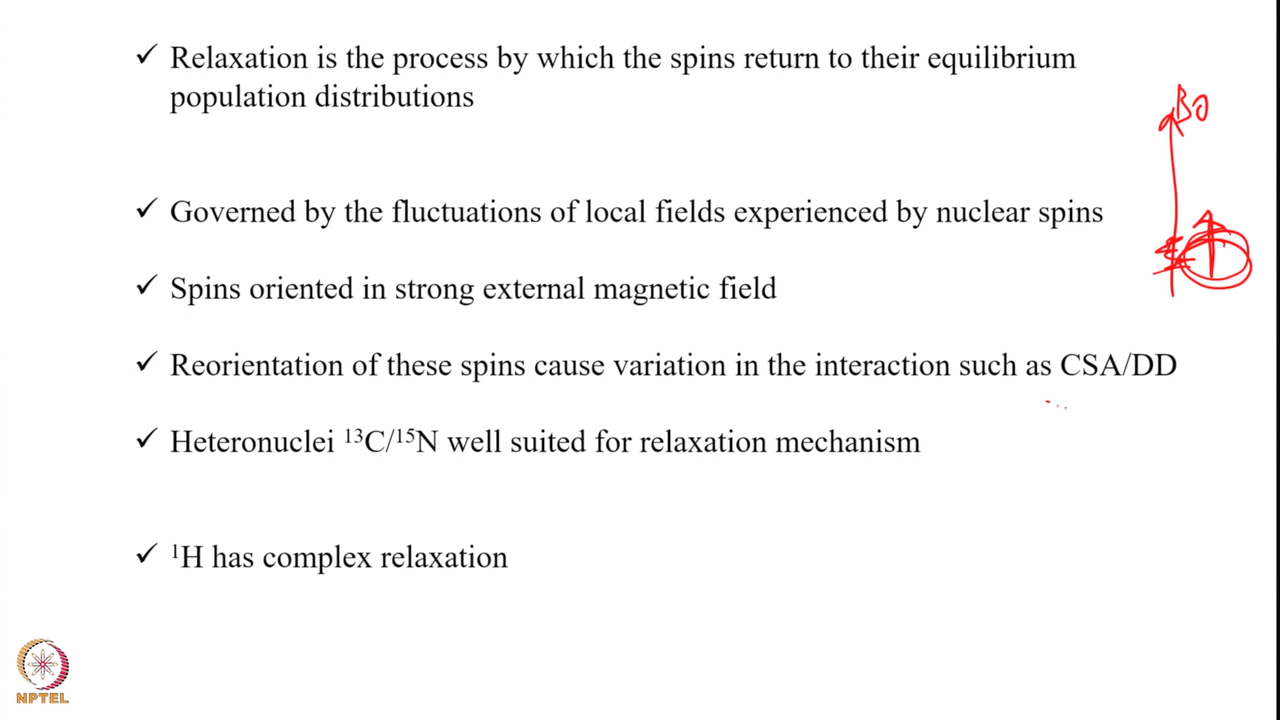 ✓ Relaxation is the process by which the spins return to their equilibrium
population distributions
B0
✓ Governed by the fluctuations of local fields experienced by nuclear spins
✓ Spins oriented in strong external magnetic field
✓ Reorientation of these spins cause variation in the interaction such as CSA/DD
✓ Heteronuclei ¹³C/¹⁵N well suited for relaxation mechanism
✓ ¹H has complex relaxation
NPTEL